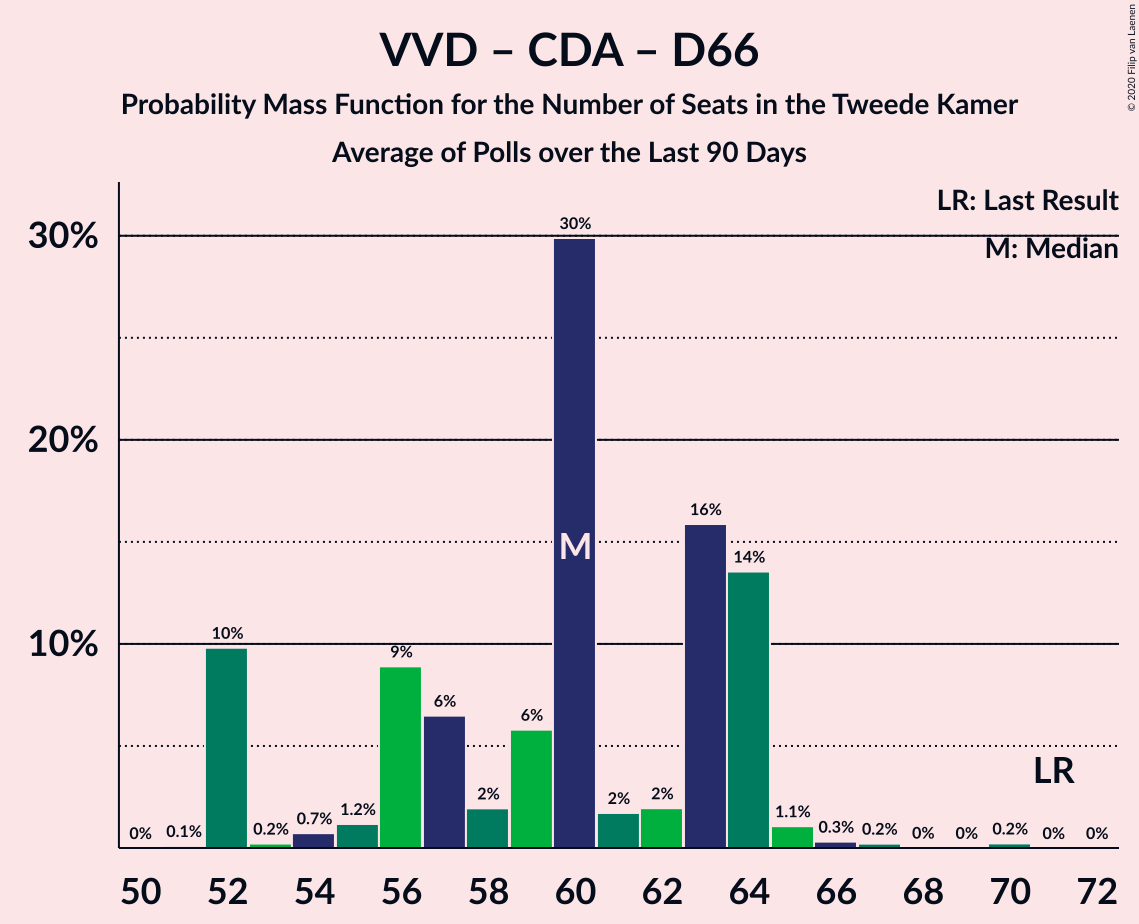 VVD – CDA – D66
Probability Mass Function for the Number of Seats in the Tweede Kamer
Average of Polls over the Last 90 Days
© 2020 Filip van Laenen
LR: Last Result
M: Median
30%
20%
10%
0%
0.1%
10%
0.2%
0.7%
1.2%
9%
6%
2%
6%
30%
2%
2%
16%
14%
1.1%
0.3%
0.2%
0%
0%
0.2%
0%
0%
M
LR
50 52 54 56 58 60 62 64 66 68 70 72